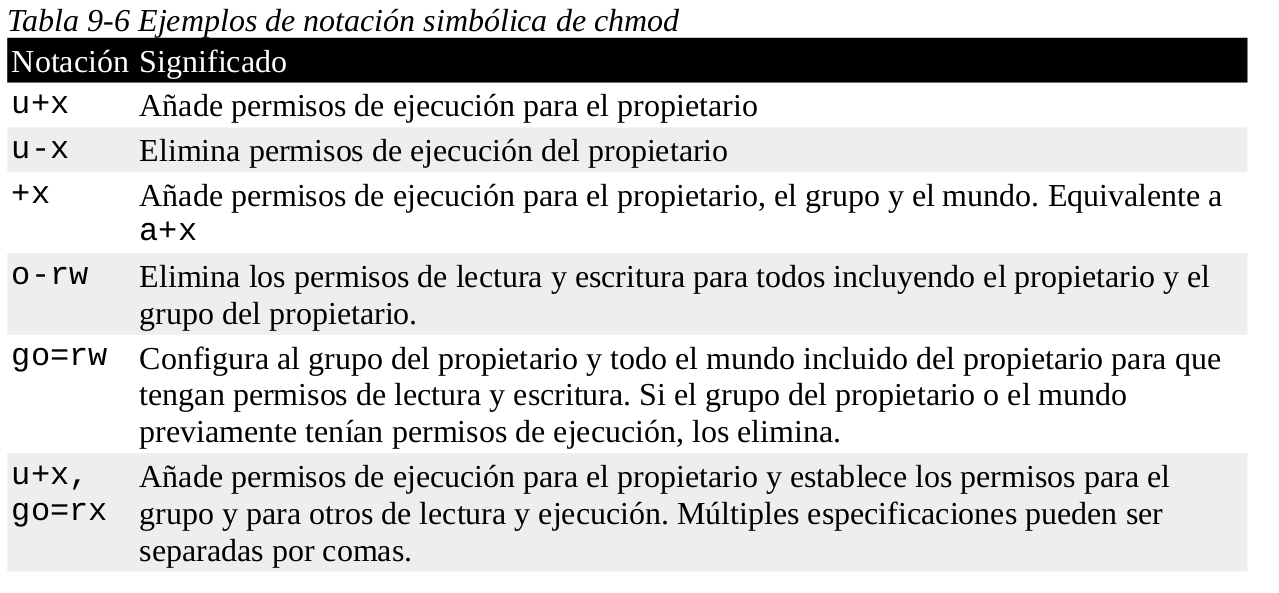 Tabla 9-6 Ejemplos de notación simbólica de chmod
Notación Significado
u+x Añade permisos de ejecución para el propietario
u-x Elimina permisos de ejecución del propietario
+x Añade permisos de ejecución para el propietario, el grupo y el mundo. Equivalente a
a+x
o-rw Elimina los permisos de lectura y escritura para todos incluyendo el propietario y el
grupo del propietario.
go=rw Configura al grupo del propietario y todo el mundo incluido del propietario para que
tengan permisos de lectura y escritura. Si el grupo del propietario o el mundo
previamente tenían permisos de ejecución, los elimina.
u+x, Añade permisos de ejecución para el propietario y establece los permisos para el
go=rx grupo y para otros de lectura y ejecución. Múltiples especificaciones pueden ser
separadas por comas.